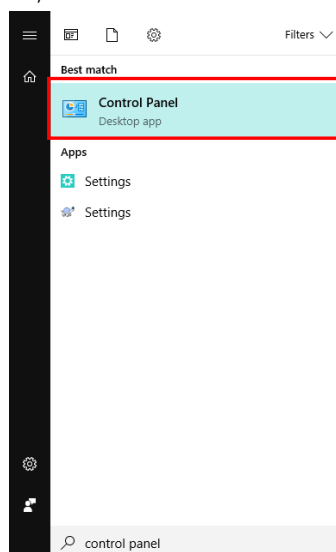 Filters
Best match
Control Panel
Desktop app
Apps
Settings
Settings
control panel